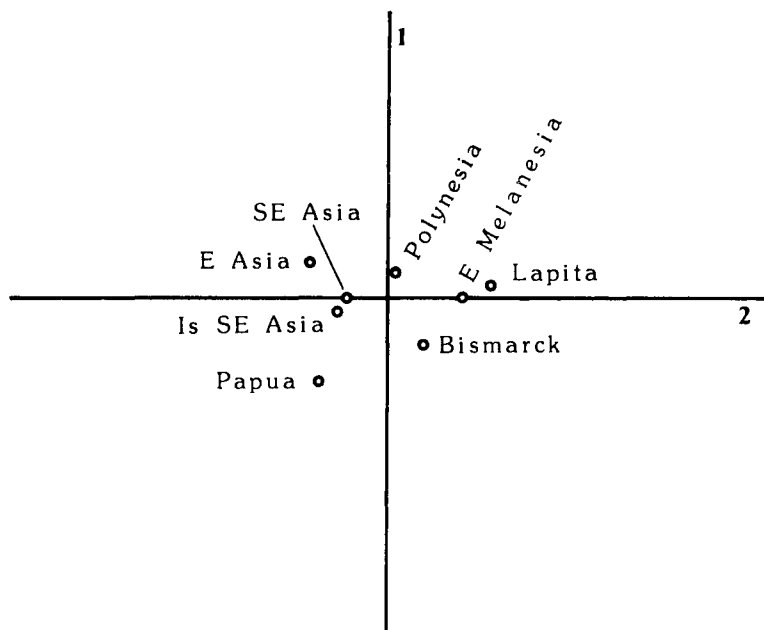 1
Polynesia
E Melanesia
SE Asia
E Asia
Lapita
2
Is SE Asia
Bismarck
Papua